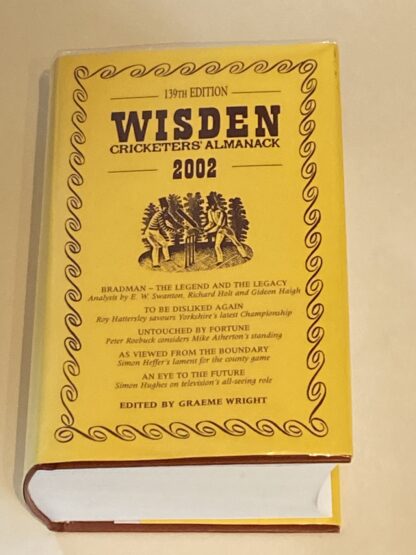 139TH EDITION
WISDEN
CRICKETERS' ALMANACK
2002
BRADMAN – THE LEGEND AND THE LEGACY
Analysis by E. W. Swanton, Richard Holt and Gideon Haigh
TO BE DISLIKED AGAIN
Roy Hattersley savours Yorkshire's latest Championship
UNTOUCHED BY FORTUNE
Peter Roebuck considers Mike Atherton's standing
AS VIEWED FROM THE BOUNDARY
Simon Heffer's lament for the county game
AN EYE TO THE FUTURE
Simon Hughes on television's all-seeing role
EDITED BY GRAEME WRIGHT